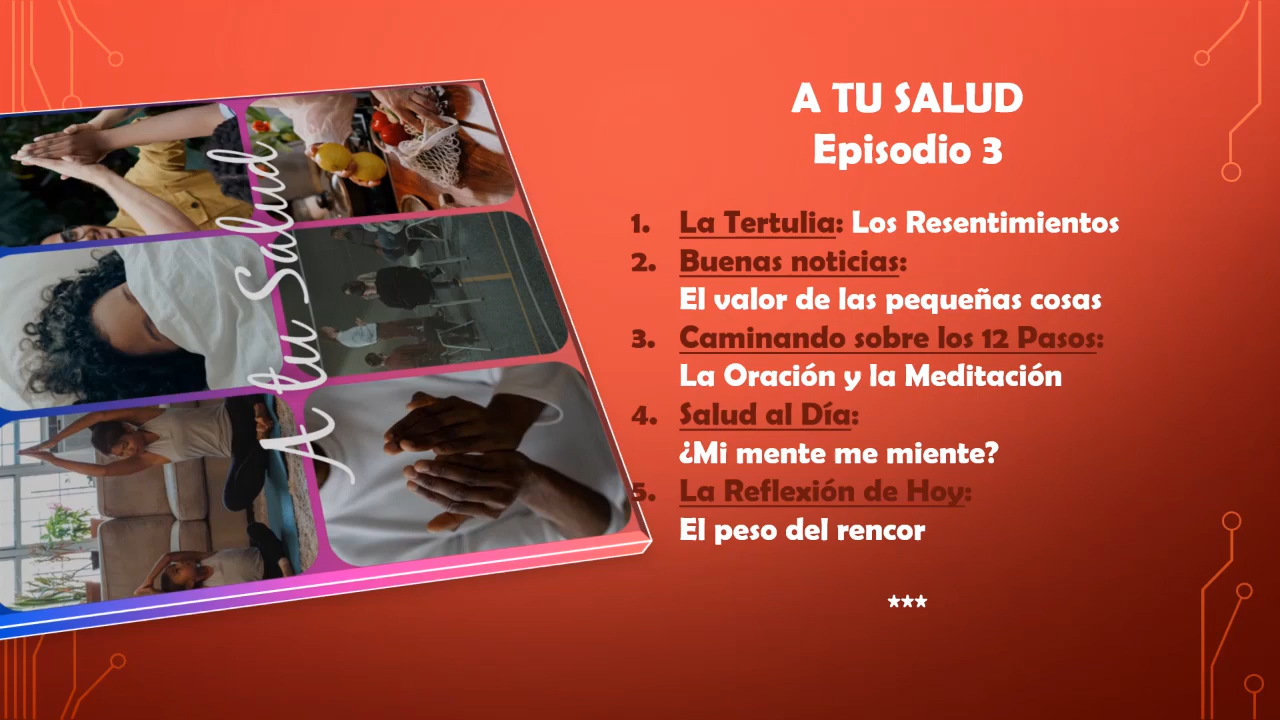 A TU SALUD
Episodio 3
1. La Tertulia: Los Resentimientos
2. Buenas noticias:
El valor de las pequeñas cosas
3. Caminando sobre los 12 Pasos:
La Oración y la Meditación
4. Salud al Día:
¿Mi mente me miente?
5. La Reflexión de Hoy:
El peso del rencor
***
A tu Salud